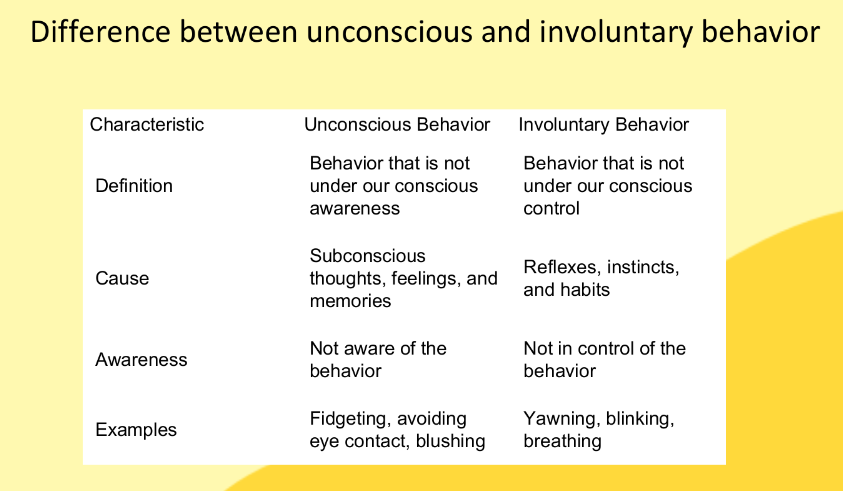 Difference between unconscious and involuntary behavior
Characteristic Unconscious Behavior Involuntary Behavior
Definition
Behavior that is not
under our conscious
awareness
Behavior that is not
under our conscious
control
Cause
Subconscious
thoughts, feelings, and
memories
Reflexes, instincts,
and habits
Awareness
Not aware of the
behavior
Not in control of the
behavior
Examples
Fidgeting, avoiding
eye contact, blushing
Yawning, blinking,
breathing